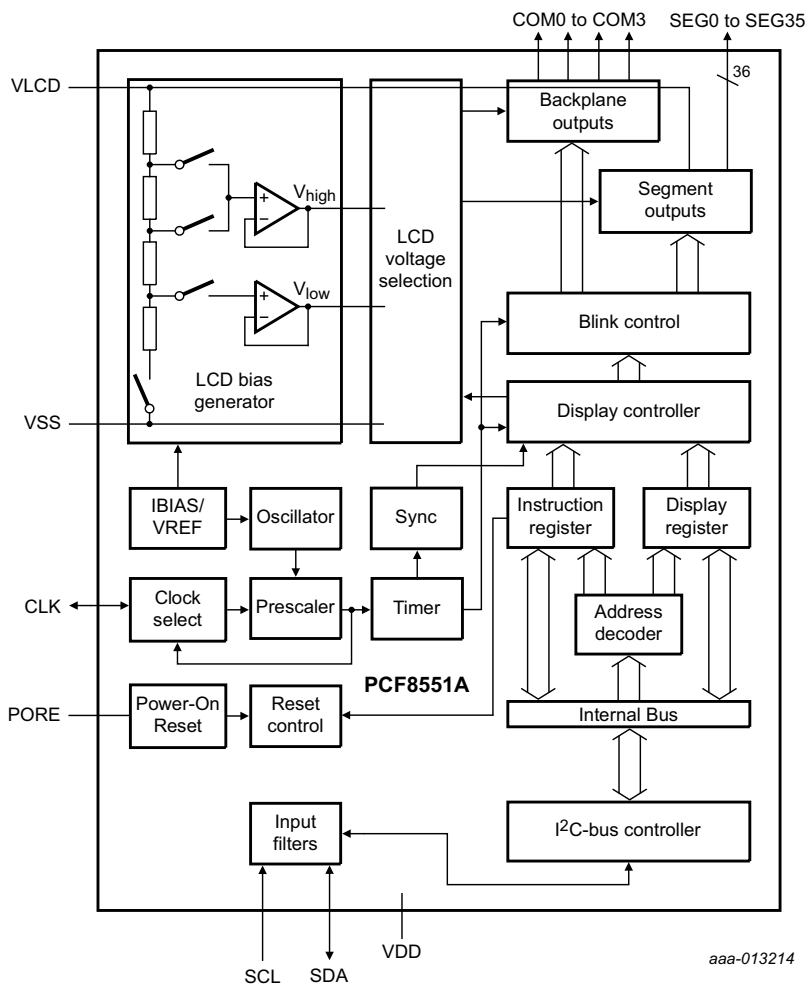 COM0 to COM3
SEG0 to SEG35
36
VLCD
Backplane
outputs
Vhigh
Segment
outputs
LCD
voltage
selection
Vlow
Blink control
LCD bias
generator
Display controller
VSS
IBIAS/
VREF
Oscillator
Sync
Instruction
register
Display
register
CLK
Clock
select
Prescaler
Timer
Address
decoder
PCF8551A
PORE
Power-On
Reset
Reset
control
Internal Bus
Input
filters
I2C-bus controller
VDD
SCL
SDA
aaa-013214